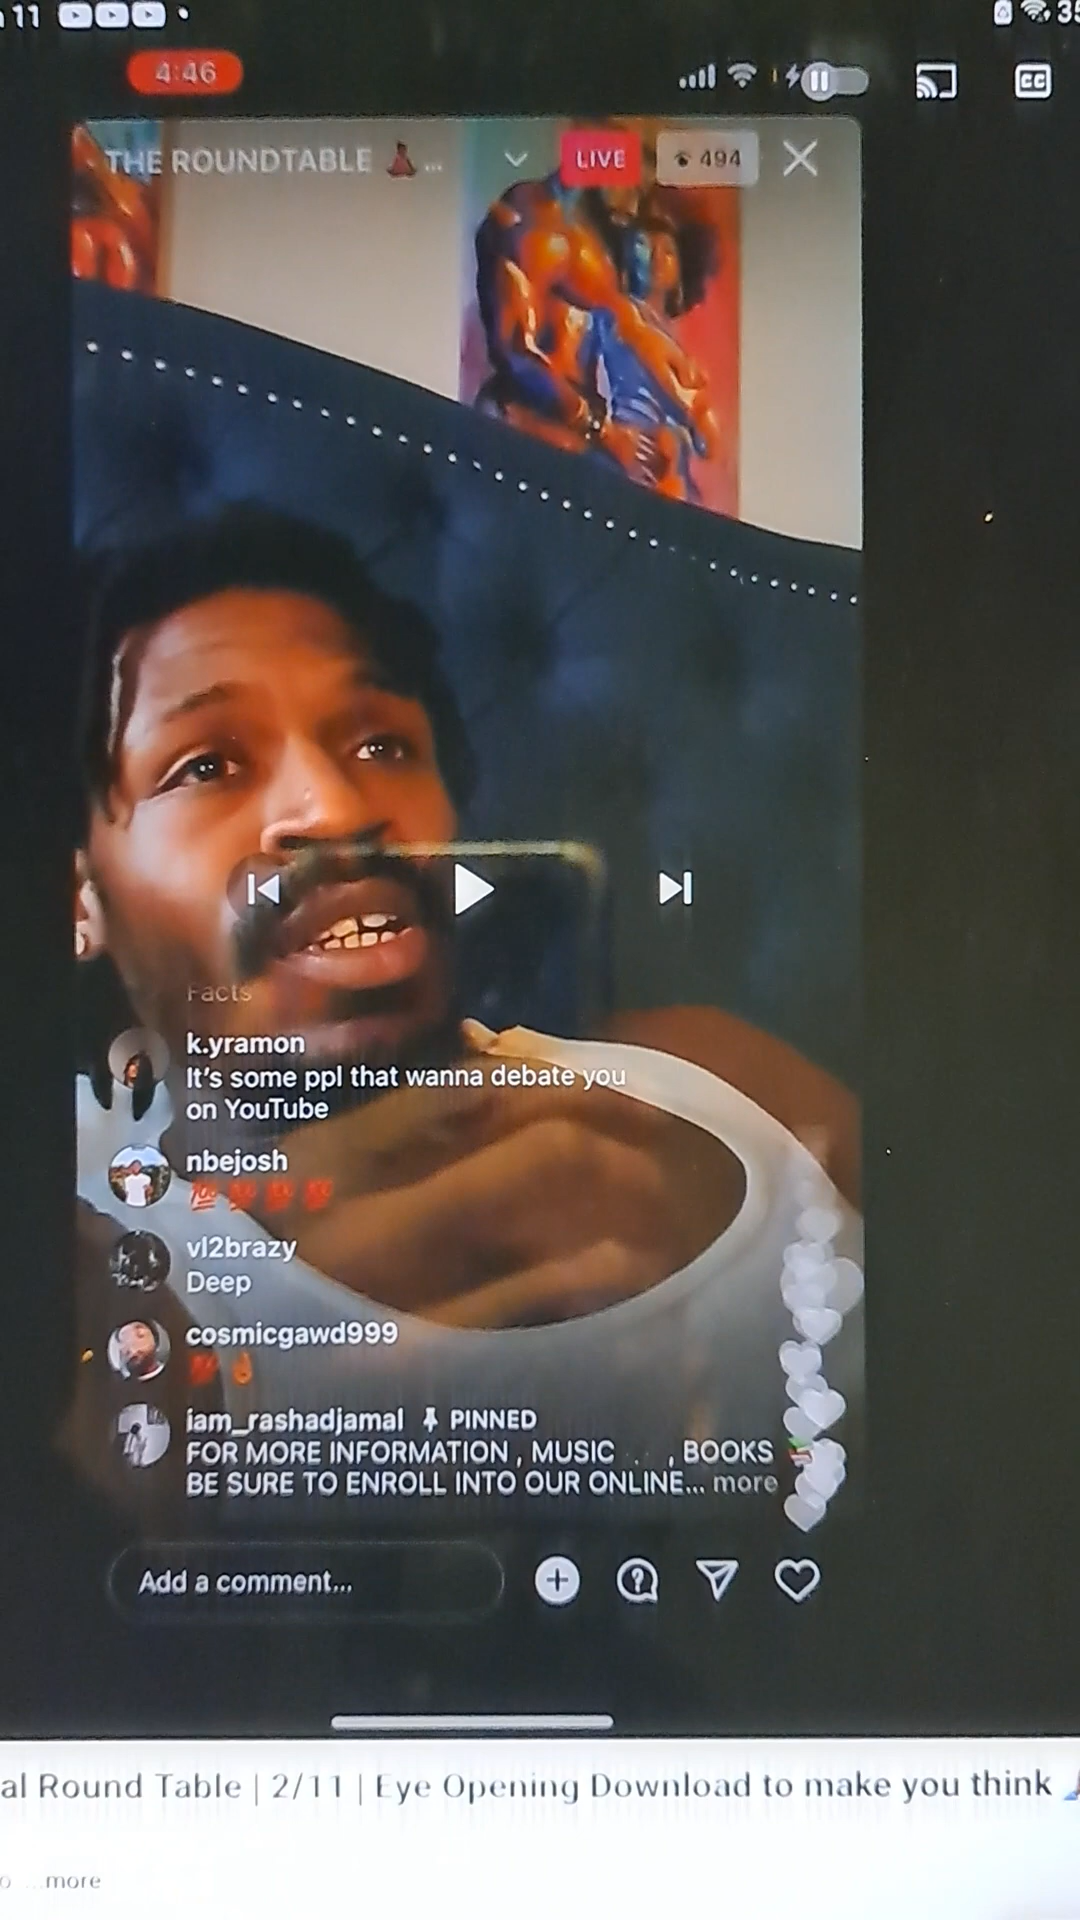 11
35
4:46
CC
THE ROUNDTABLE ...
LIVE
494
Facts
k.yramon
It's some ppl that wanna debate you
on YouTube
nbejosh
💯 💯 💯 💯
vl2brazy
Deep
cosmicgawd999
iam_rashadjamal PINNED
FOR MORE INFORMATION , MUSIC . . , BOOKS
BE SURE TO ENROLL INTO OUR ONLINE... more
Add a comment...
al Round Table | 2/11 | Eye Opening Download to make you think
...more